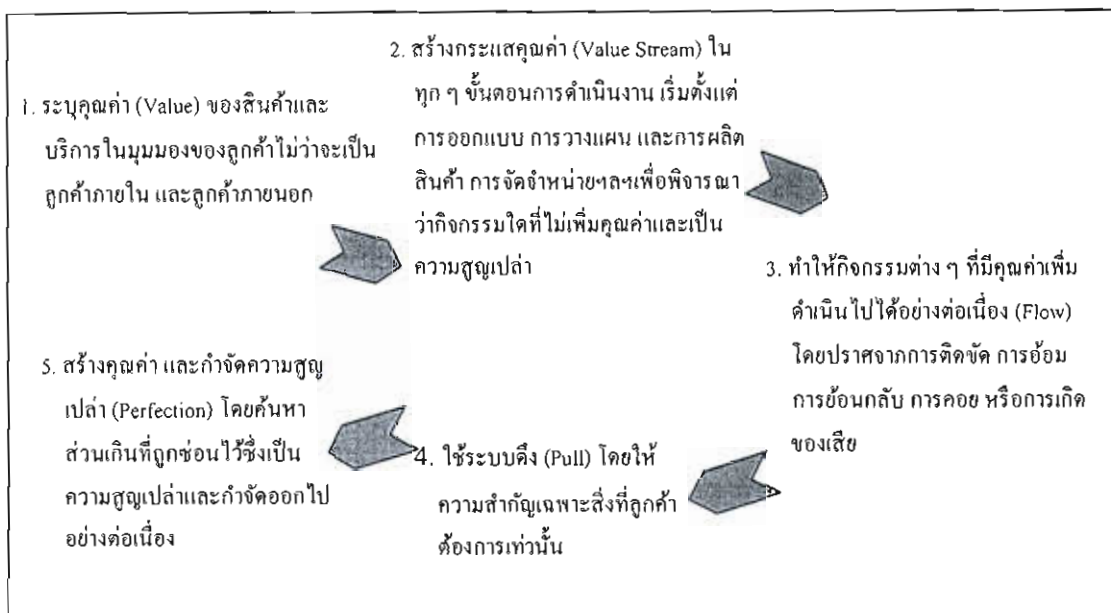 1. ระบุคุณค่า (Value) ของสินค้าและ
บริการในมุมมองของลูกค้าไม่ว่าจะเป็น
ลูกค้าภายใน และลูกค้าภายนอก
2. สร้างกระแสคุณค่า (Value Stream) ใน
ทุก ๆ ขั้นตอนการดำเนินงาน เริ่มตั้งแต่
การออกแบบ การวางแผน และการผลิต
สินค้า การจัดจำหน่ายฯลฯเพื่อพิจารณา
ว่ากิจกรรมใดที่ไม่เพิ่มคุณค่าและเป็น
ความสูญเปล่า
3. ทำให้กิจกรรมต่าง ๆ ที่มีคุณค่าเพิ่ม
ดำเนินไปได้อย่างต่อเนื่อง (Flow)
โดยปราศจากการติดขัด การอ้อม
การย้อนกลับ การคอย หรือการเกิด
ของเสีย
4. ใช้ระบบดึง (Pull) โดยให้
ความสำคัญเฉพาะสิ่งที่ลูกค้า
ต้องการเท่านั้น
5. สร้างคุณค่า และกำจัดความสูญ
เปล่า (Perfection) โดยค้นหา
ส่วนเกินที่ถูกซ่อนไว้ซึ่งเป็น
ความสูญเปล่าและกำจัดออกไป
อย่างต่อเนื่อง